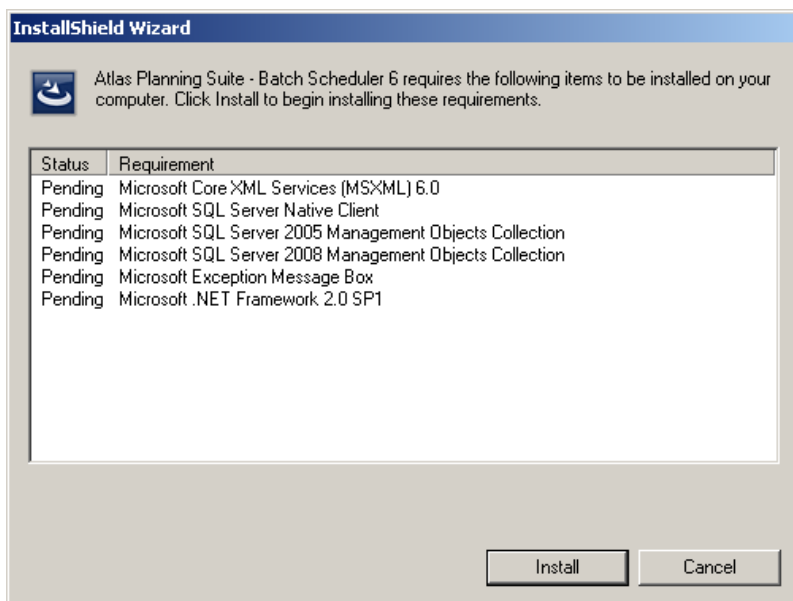 InstallShield Wizard
Atlas Planning Suite - Batch Scheduler 6 requires the following items to be installed on your
computer. Click Install to begin installing these requirements.
Status Requirement
Pending Microsoft Core XML Services (MSXML) 6.0
Pending Microsoft SQL Server Native Client
Pending Microsoft SQL Server 2005 Management Objects Collection
Pending Microsoft SQL Server 2008 Management Objects Collection
Pending Microsoft Exception Message Box
Pending Microsoft .NET Framework 2.0 SP1
Install Cancel